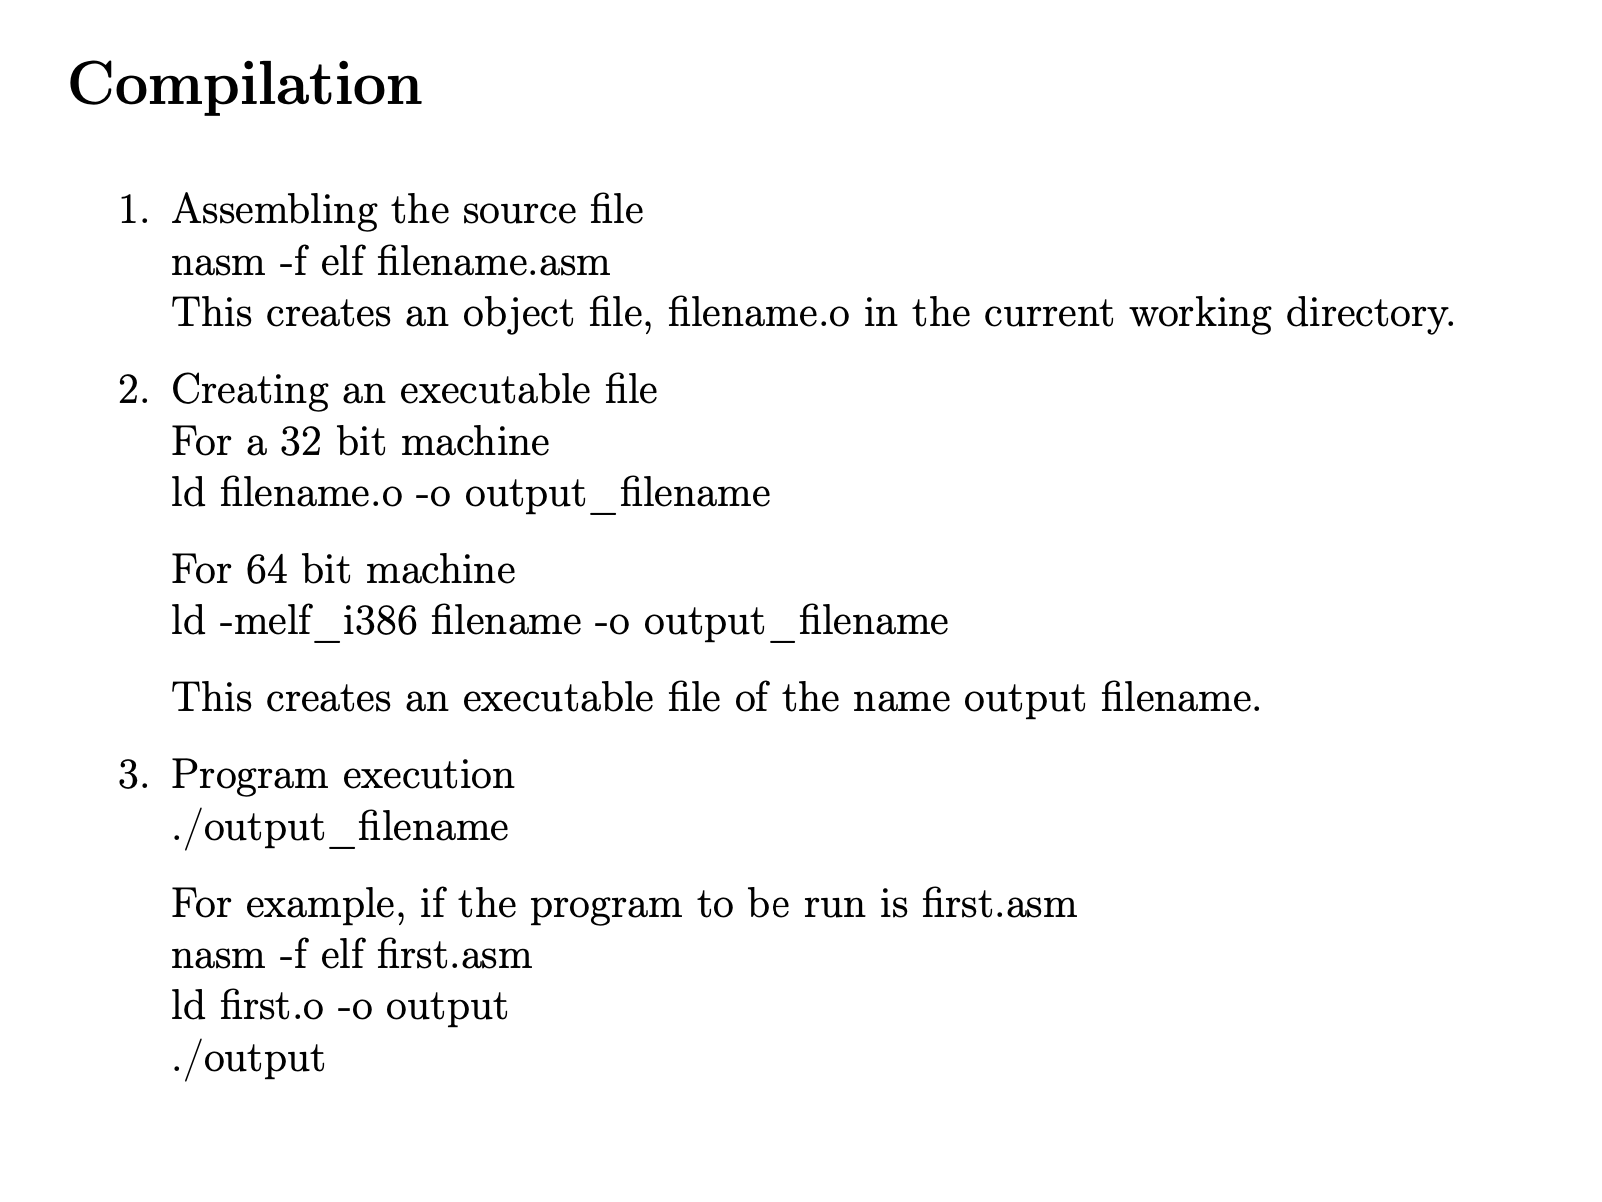 Compilation
1. Assembling the source file
nasm -f elf filename.asm
This creates an object file, filename.o in the current working directory.
2. Creating an executable file
For a 32 bit machine
ld filename.o -o output_filename
For 64 bit machine
ld -melf_i386 filename -o output_filename
This creates an executable file of the name output filename.
3. Program execution
./output_filename
For example, if the program to be run is first.asm
nasm -f elf first.asm
ld first.o -o output
./output